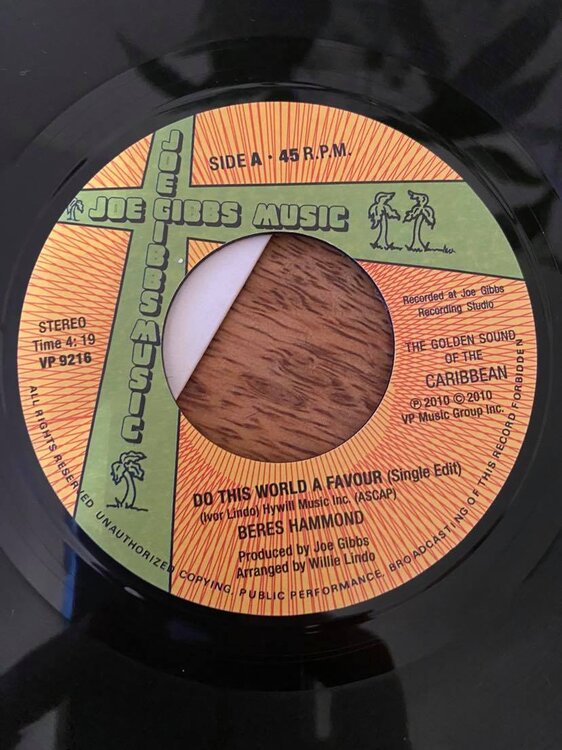 SIDE A · 45 R.P.M.
JOE GIBBS MUSIC
JOE GIBBS MUSIC
STEREO
Time 4: 19
VP 9216
Recorded at Joe Gibbs
Recording Studio
THE GOLDEN SOUND
OF THE
CARIBBEAN
℗ 2010 © 2010
VP Music Group Inc.
DO THIS WORLD A FAVOUR (Single Edit)
(Ivor Lindo) Hywill Music Inc. (ASCAP)
BERES HAMMOND
Produced by Joe Gibbs
Arranged by Willie Lindo
ALL RIGHTS RESERVED UNAUTHORIZED COPYING, PUBLIC PERFORMANCE, BROADCASTING OF THIS RECORD FORBIDDEN